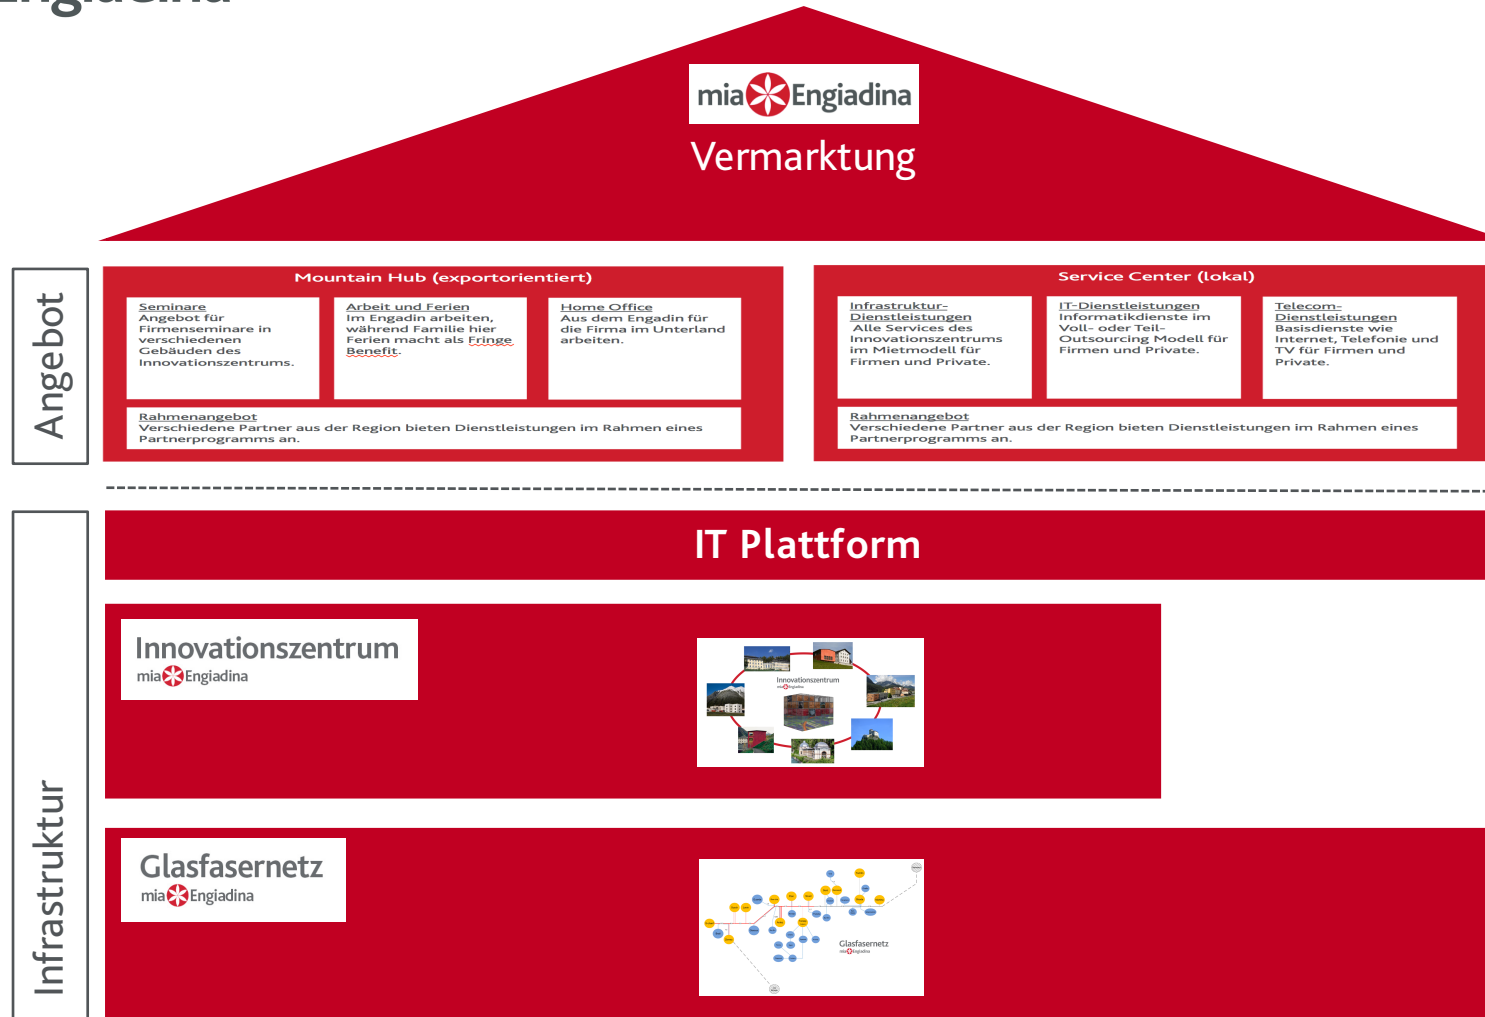 Engiadina
mia Engiadina
Vermarktung
Angebot
Mountain Hub (exportorientiert)
Seminare
Angebot für
Firmenseminare in
verschiedenen
Gebäuden des
Innovationszentrums.
Arbeit und Ferien
Im Engadin arbeiten,
während Familie hier
Ferien macht als Fringe
Benefit.
Home Office
Aus dem Engadin für
die Firma im Unterland
arbeiten.
Rahmenangebot
Verschiedene Partner aus der Region bieten Dienstleistungen im Rahmen eines
Partnerprogramms an.
Service Center (lokal)
Infrastruktur-
Dienstleistungen
Alle Services des
Innovationszentrums
im Mietmodell für
Firmen und Private.
IT-Dienstleistungen
Informatikdienste im
Voll- oder Teil-
Outsourcing Modell für
Firmen und Private.
Telecom-
Dienstleistungen
Basisdienste wie
Internet, Telefonie und
TV für Firmen und
Private.
Rahmenangebot
Verschiedene Partner aus der Region bieten Dienstleistungen im Rahmen eines
Partnerprogramms an.
Infrastruktur
IT Plattform
Innovationszentrum
mia Engiadina
Innovationszentrum
mia Engiadina
Glasfasernetz
mia Engiadina
Glasfasernetz
mia Engiadina